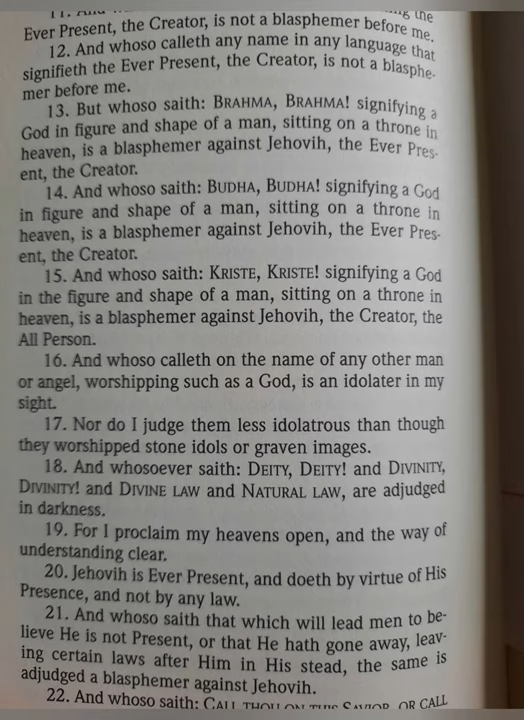 11. And
ing the
Ever Present, the Creator, is not a blasphemer before me.
12. And whoso calleth any name in any language that
signifieth the Ever Present, the Creator, is not a blasphe-
mer before me.
13. But whoso saith: BRAHMA, BRAHMA! signifying a
God in figure and shape of a man, sitting on a throne in
heaven, is a blasphemer against Jehovih, the Ever Pres-
ent, the Creator.
14. And whoso saith: BUDHA, BUDHA! signifying a God
in figure and shape of a man, sitting on a throne in
heaven, is a blasphemer against Jehovih, the Ever Pres-
ent, the Creator.
15. And whoso saith: KRISTE, KRISTE! signifying a God
in the figure and shape of a man, sitting on a throne in
heaven, is a blasphemer against Jehovih, the Creator, the
All Person.
16. And whoso calleth on the name of any other man
or angel, worshipping such as a God, is an idolater in my
sight.
17. Nor do I judge them less idolatrous than though
they worshipped stone idols or graven images.
18. And whosoever saith: DEITY, DEITY! and DIVINITY,
DIVINITY! and DIVINE LAW and NATURAL LAW, are adjudged
in darkness.
19. For I proclaim my heavens open, and the way of
understanding clear.
20. Jehovih is Ever Present, and doeth by virtue of His
Presence, and not by any law.
21. And whoso saith that which will lead men to be-
lieve He is not Present, or that He hath gone away, leav-
ing certain laws after Him in His stead, the same is
adjudged a blasphemer against Jehovih.
22. And whoso saith: CALL THOU ON THIS SAVIOR, OR CALL